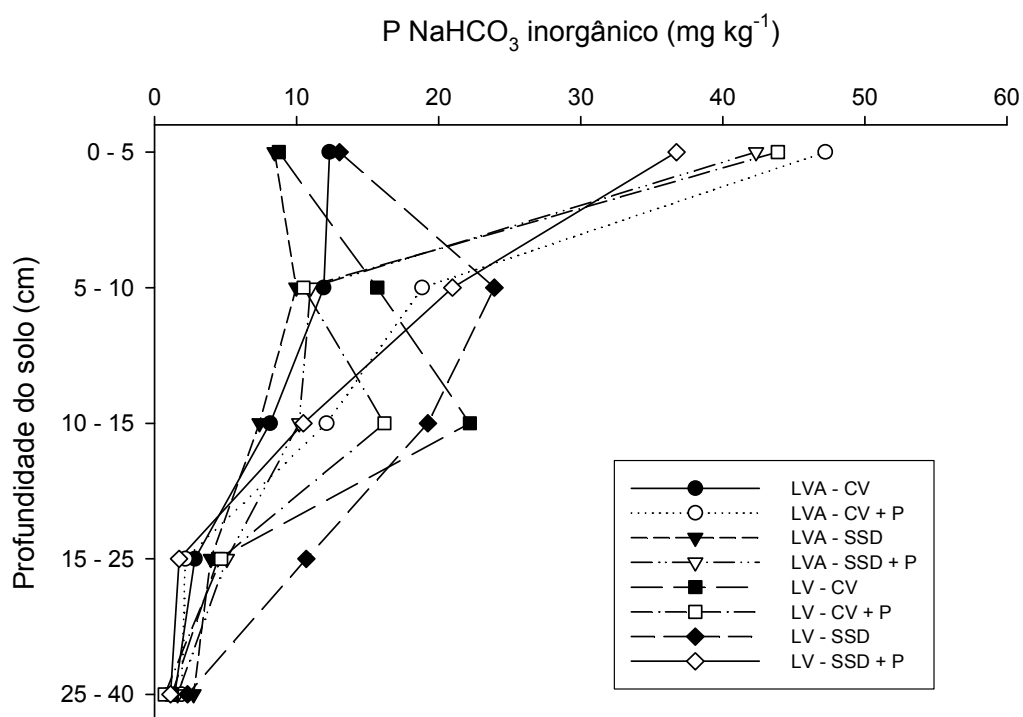 P NaHCO3 inorgânico (mg kg-1)
0 10 20 30 40 50 60
Profundidade do solo (cm)
0 - 5
5 - 10
10 - 15
15 - 25
25 - 40
LVA - CV
LVA - CV + P
LVA - SSD
LVA - SSD + P
LV - CV
LV - CV + P
LV - SSD
LV - SSD + P